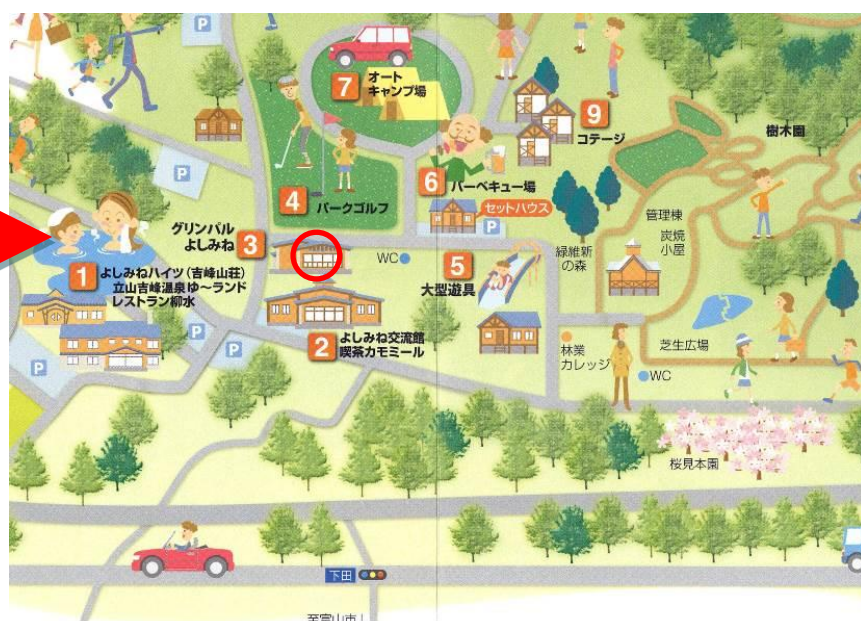 P
7
オート
キャンプ場
9
コテージ
樹木園
P
4
パークゴルフ
6
バーベキュー場
セットハウス
P
管理棟
炭焼
小屋
グリンパル
よしみね
3
WC
5
大型遊具
緑維新
の森
1
よしみねハイツ(吉峰山荘)
立山吉峰温泉ゆ〜ランド
レストラン柳水
P
P
P
2
よしみね交流館
喫茶カモミール
林業
カレッジ
芝生広場
WC
桜見本園
下田
至富山市